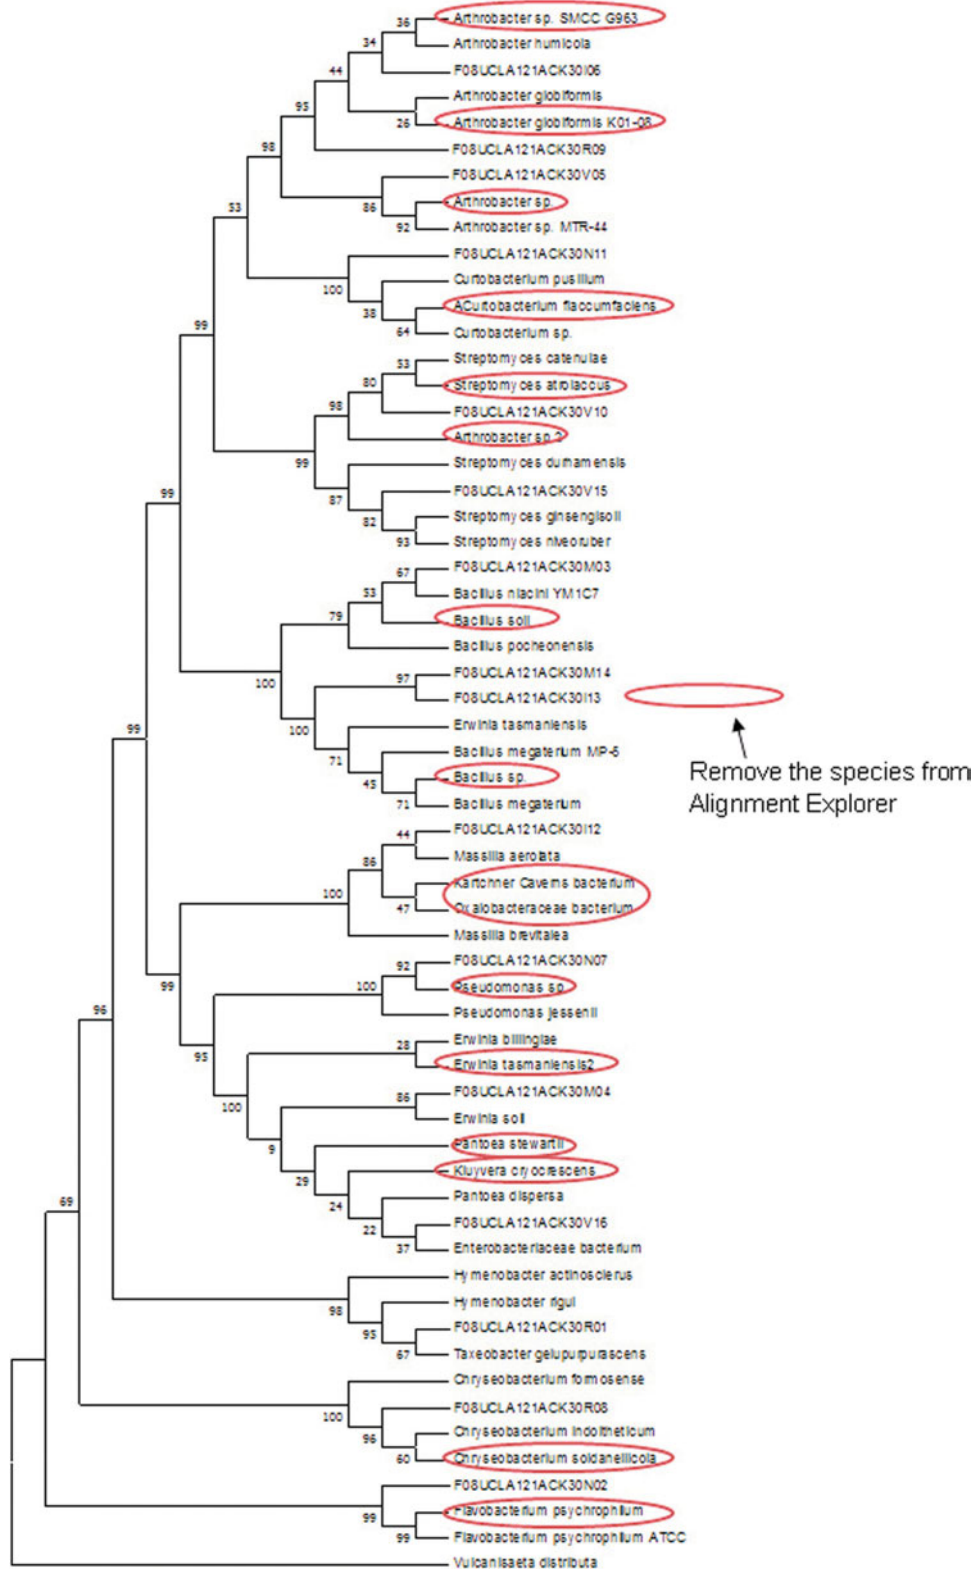 36
Arthrobacter sp. SMCC G963
34
Arthrobacter humicola
44
F08UCLA121ACK30I06
95
Arthrobacter globiformis
26
Arthrobacter globiformis K01-08
98
F08UCLA121ACK30R09
F08UCLA121ACK30V05
86
Arthrobacter sp.
53
92
Arthrobacter sp. MTR-44
F08UCLA121ACK30N11
100
Curtobacterium pusillum
38
ACurtobacterium flaccumfaciens
99
64
Curtobacterium sp.
53
Streptomyces catenulae
80
Streptomyces atrolaccus
98
F08UCLA121ACK30V10
Arthrobacter sp.2
99
Streptomyces durhamensis
87
F08UCLA121ACK30V15
99
82
Streptomyces ginsengisoli
93
Streptomyces niveoruber
67
F08UCLA121ACK30M03
53
Bacillus niacini YM1C7
79
Bacillus soli
Bacillus pocheonensis
100
97
F08UCLA121ACK30M14
F08UCLA121ACK30I13
100
Erwinia tasmaniensis
99
71
Bacillus megaterium MP-5
45
Bacillus sp.
71
Bacillus megaterium
Remove the species from
Alignment Explorer
44
F08UCLA121ACK30I12
86
Massilia aerolata
100
Kartchner Caverns bacterium
47
Oxalobacteraceae bacterium
Massilia brevitalea
99
92
F08UCLA121ACK30N07
100
Pseudomonas sp.
96
Pseudomonas jessenii
95
28
Erwinia billingiae
Erwinia tasmaniensis2
100
86
F08UCLA121ACK30M04
Erwinia soli
9
Pantoea stewartii
29
Kluyvera cryocrescens
24
Pantoea dispersa
69
22
F08UCLA121ACK30V16
37
Enterobacteriaceae bacterium
Hymenobacter actinosclerus
98
Hymenobacter rigui
95
F08UCLA121ACK30R01
67
Taxeobacter gelupurpurascens
Chryseobacterium formosense
100
F08UCLA121ACK30R08
96
Chryseobacterium indoltheticum
60
Chryseobacterium soldanellicola
F08UCLA121ACK30N02
99
Flavobacterium psychrophilum
99
Flavobacterium psychrophilum ATCC
Vulcanisaeta distributa